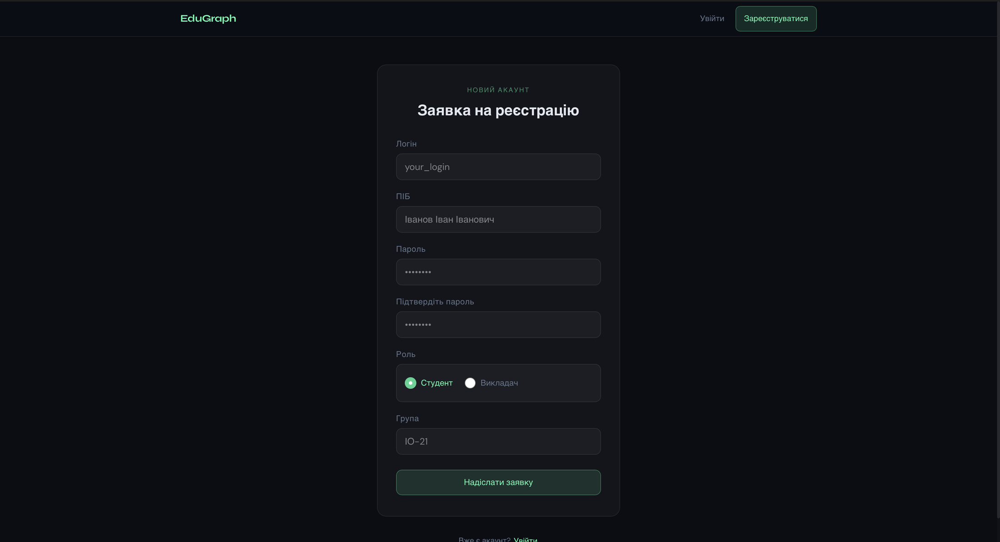 EduGraph
Увійти
Зареєструватися
НОВИЙ АКАУНТ
Заявка на реєстрацію
Логін
your_login
ПІБ
Іванов Іван Іванович
Пароль
••••••••
Підтвердіть пароль
••••••••
Роль
Студент
Викладач
Група
ІО-21
Надіслати заявку
Вже є акаунт? Увійти